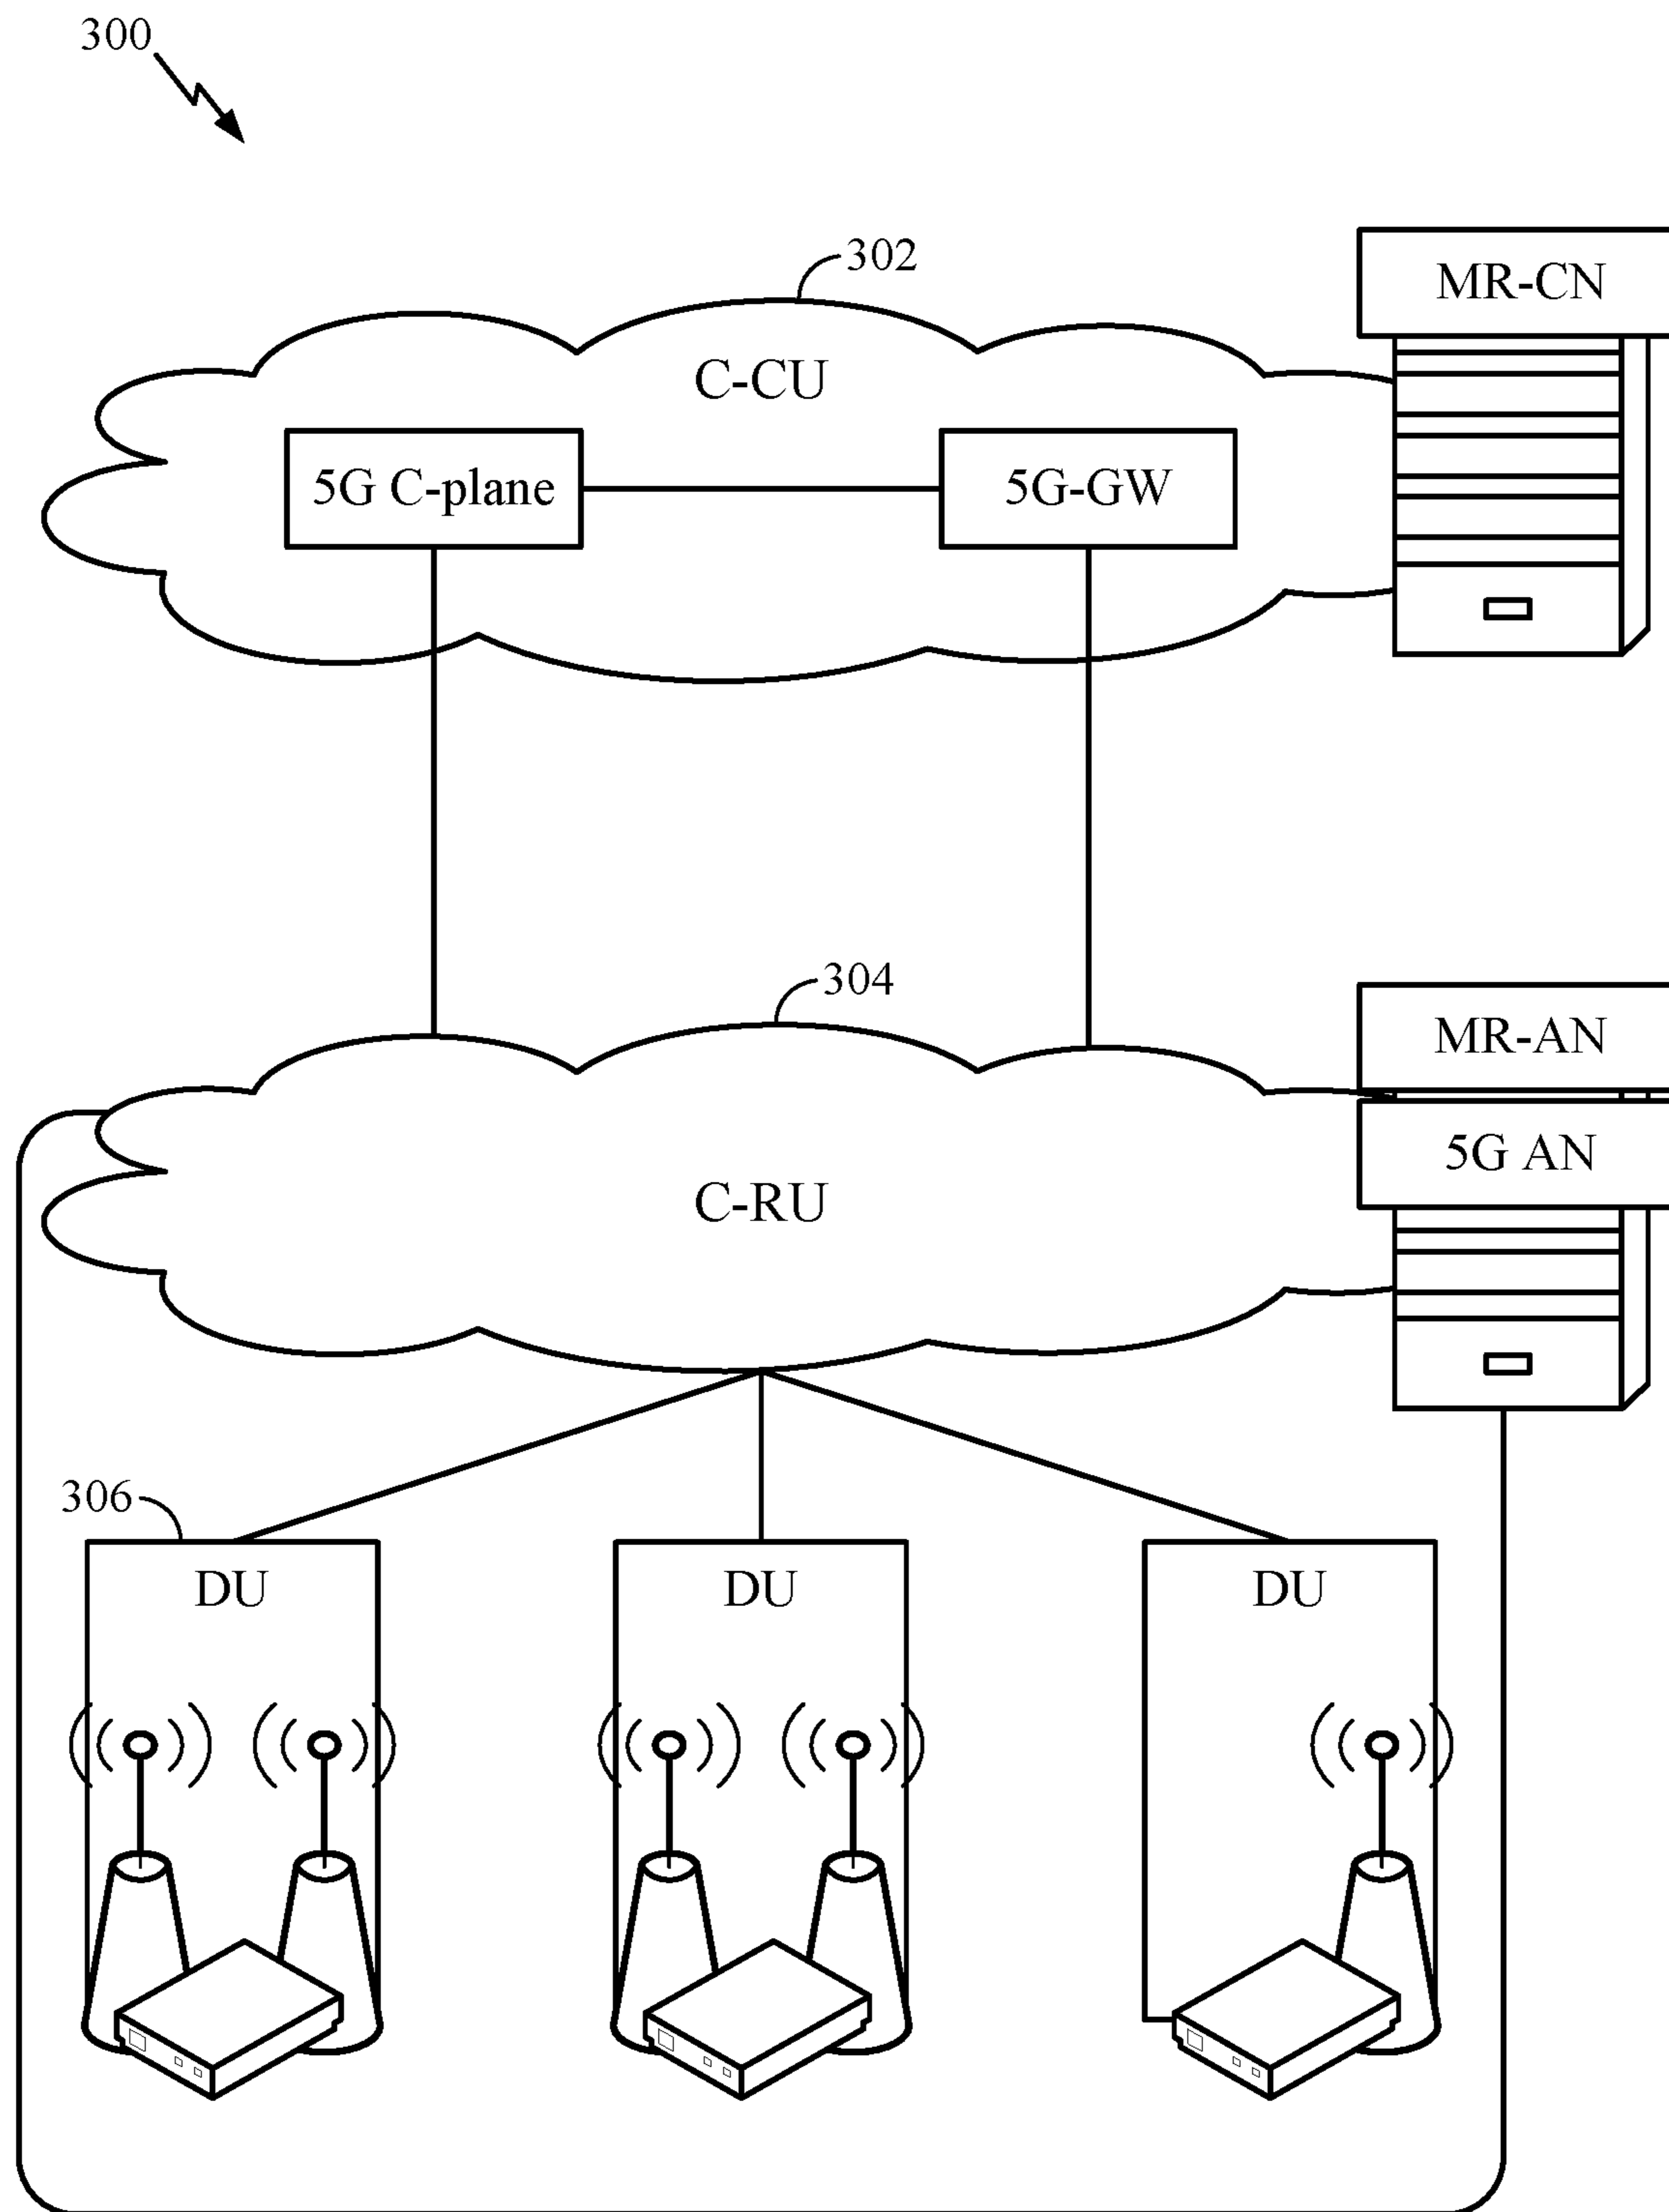 300
302
MR-CN
C-CU
5G C-plane
5G-GW
304
MR-AN
5G AN
C-RU
306
DU
DU
DU